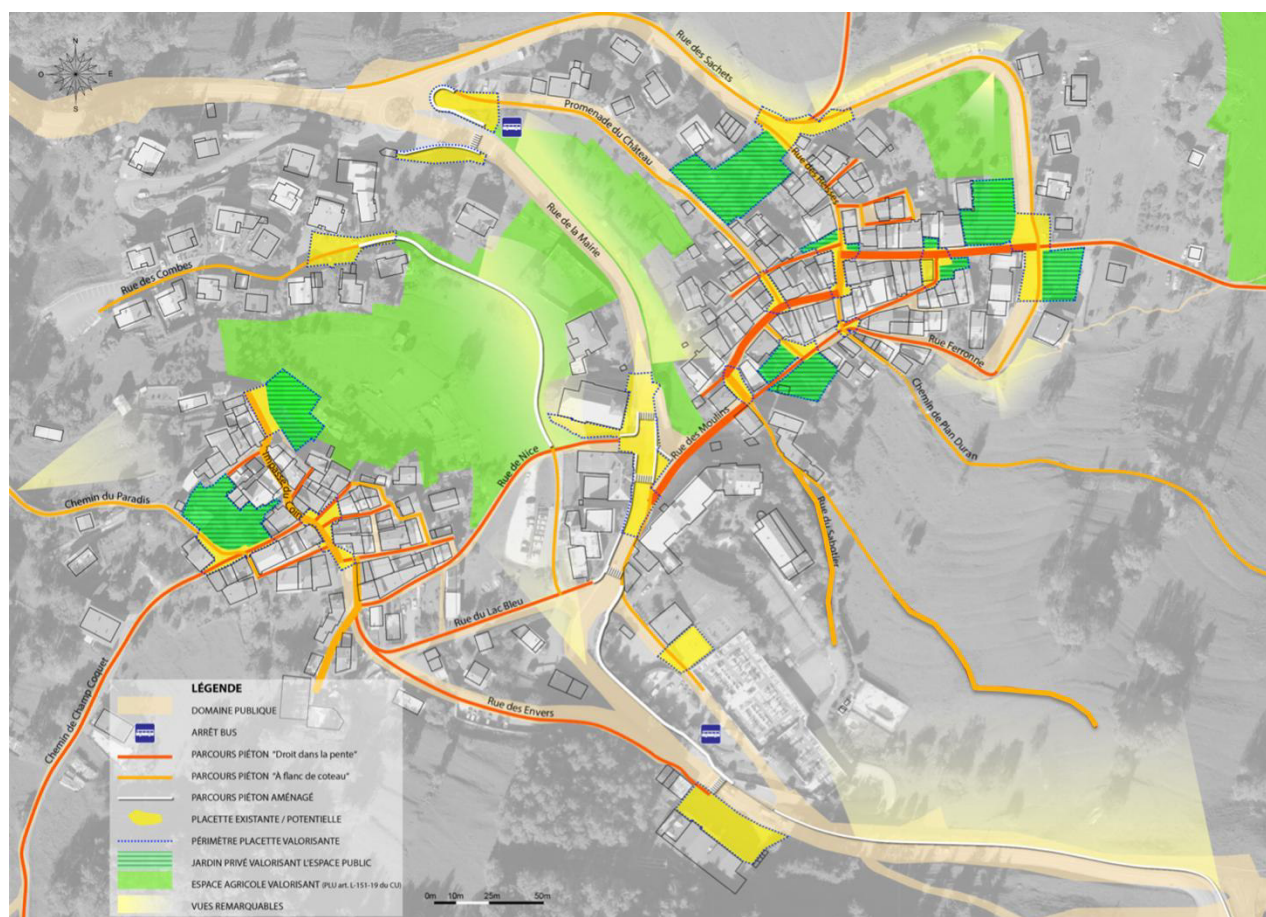 N
O
E
S
Rue des Sachets
Promenade du Château
Rue de la Mairie
Rue des Combes
Rue Ferronne
Chemin de Plan Duran
Rue des Moulins
Rue de Nice
Impasse du Coin
Chemin du Paradis
Rue du Sabotier
Rue du Lac Bleu
Rue des Envers
Chemin de Champ Coquet
LÉGENDE
DOMAINE PUBLIQUE
ARRÊT BUS
PARCOURS PIÉTON "Droit dans la pente"
PARCOURS PIÉTON "À flanc de coteau"
PARCOURS PIÉTON AMÉNAGÉ
PLACETTE EXISTANTE / POTENTIELLE
PÉRIMÈTRE PLACETTE VALORISANTE
JARDIN PRIVÉ VALORISANT L'ESPACE PUBLIC
ESPACE AGRICOLE VALORISANT (PLU art. L-151-19 du CU)
VUES REMARQUABLES
0m 10m 25m 50m